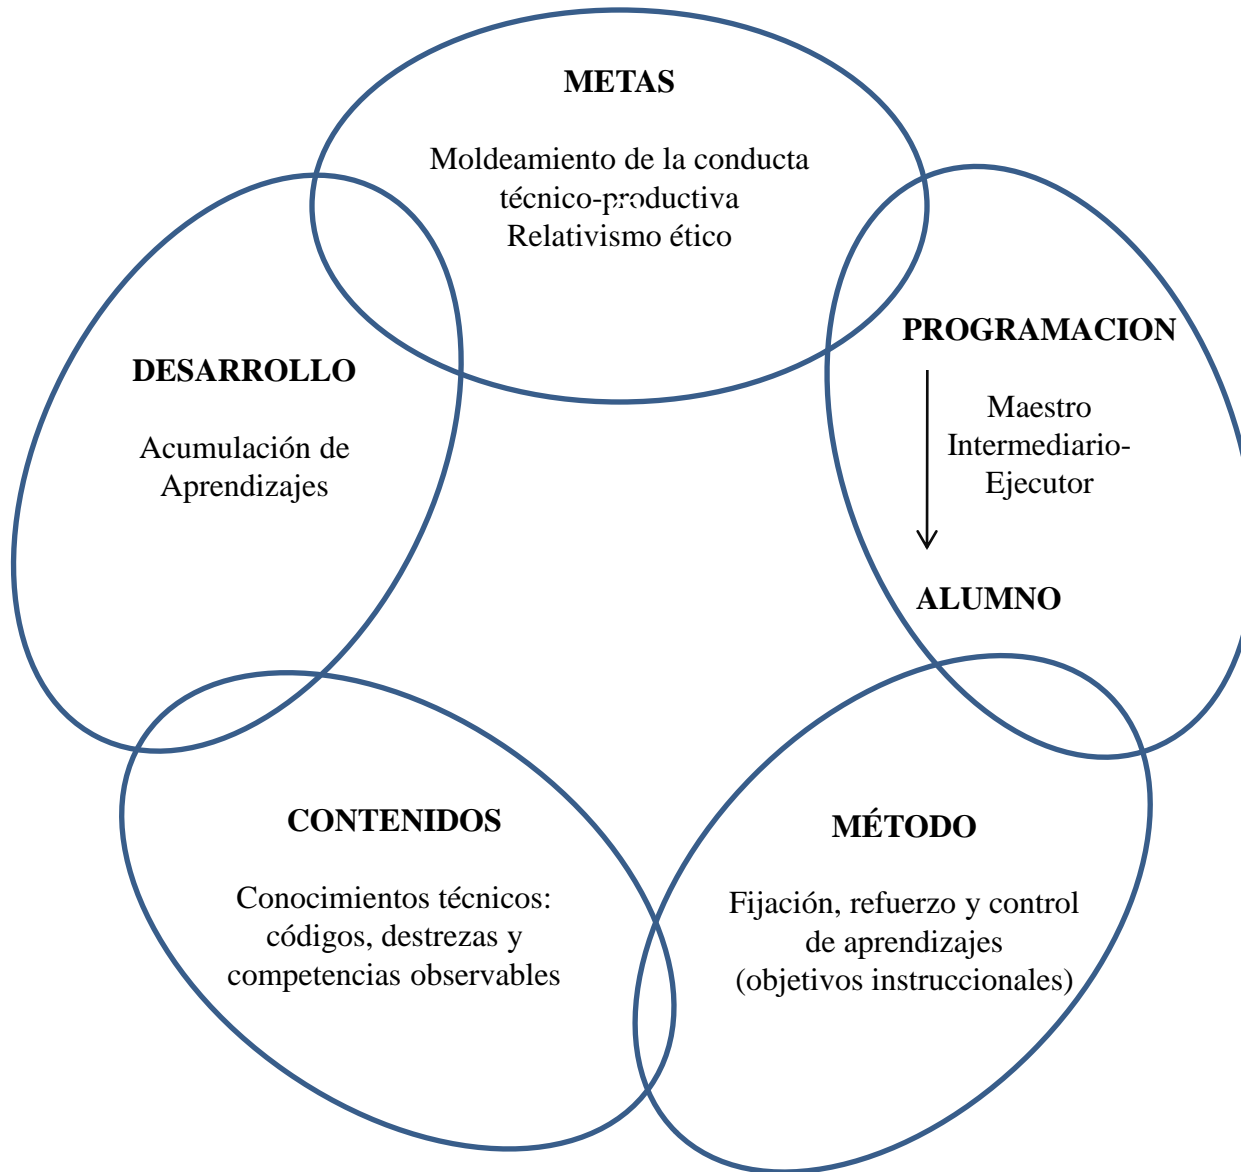 METAS
Moldeamiento de la conducta
técnico-productiva
Relativismo ético
PROGRAMACION
Maestro
Intermediario-
Ejecutor
ALUMNO
DESARROLLO
Acumulación de
Aprendizajes
CONTENIDOS
Conocimientos técnicos:
códigos, destrezas y
competencias observables
MÉTODO
Fijación, refuerzo y control
de aprendizajes
(objetivos instruccionales)